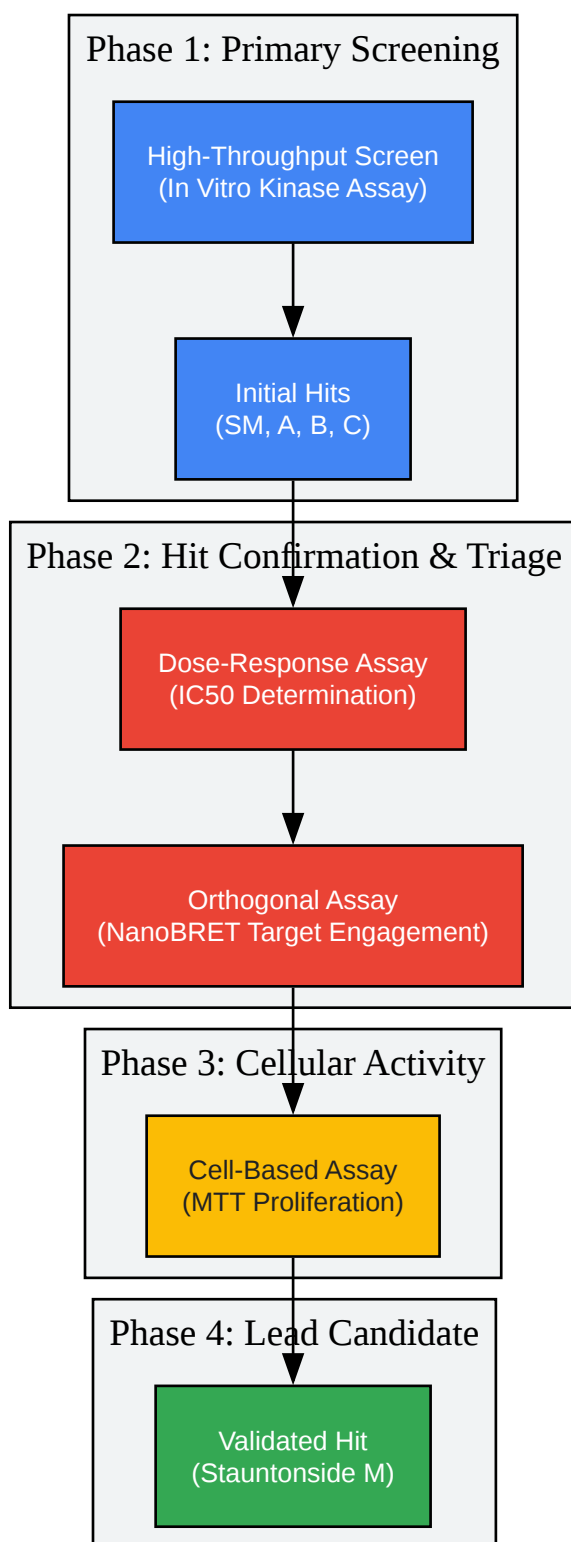 Phase 1: Primary Screening
High-Throughput Screen
(In Vitro Kinase Assay)
Initial Hits
(SM, A, B, C)
Phase 2: Hit Confirmation & Triage
Dose-Response Assay
(IC50 Determination)
Orthogonal Assay
(NanoBRET Target Engagement)
Phase 3: Cellular Activity
Cell-Based Assay
(MTT Proliferation)
Phase 4: Lead Candidate
Validated Hit
(Stauntonside M)